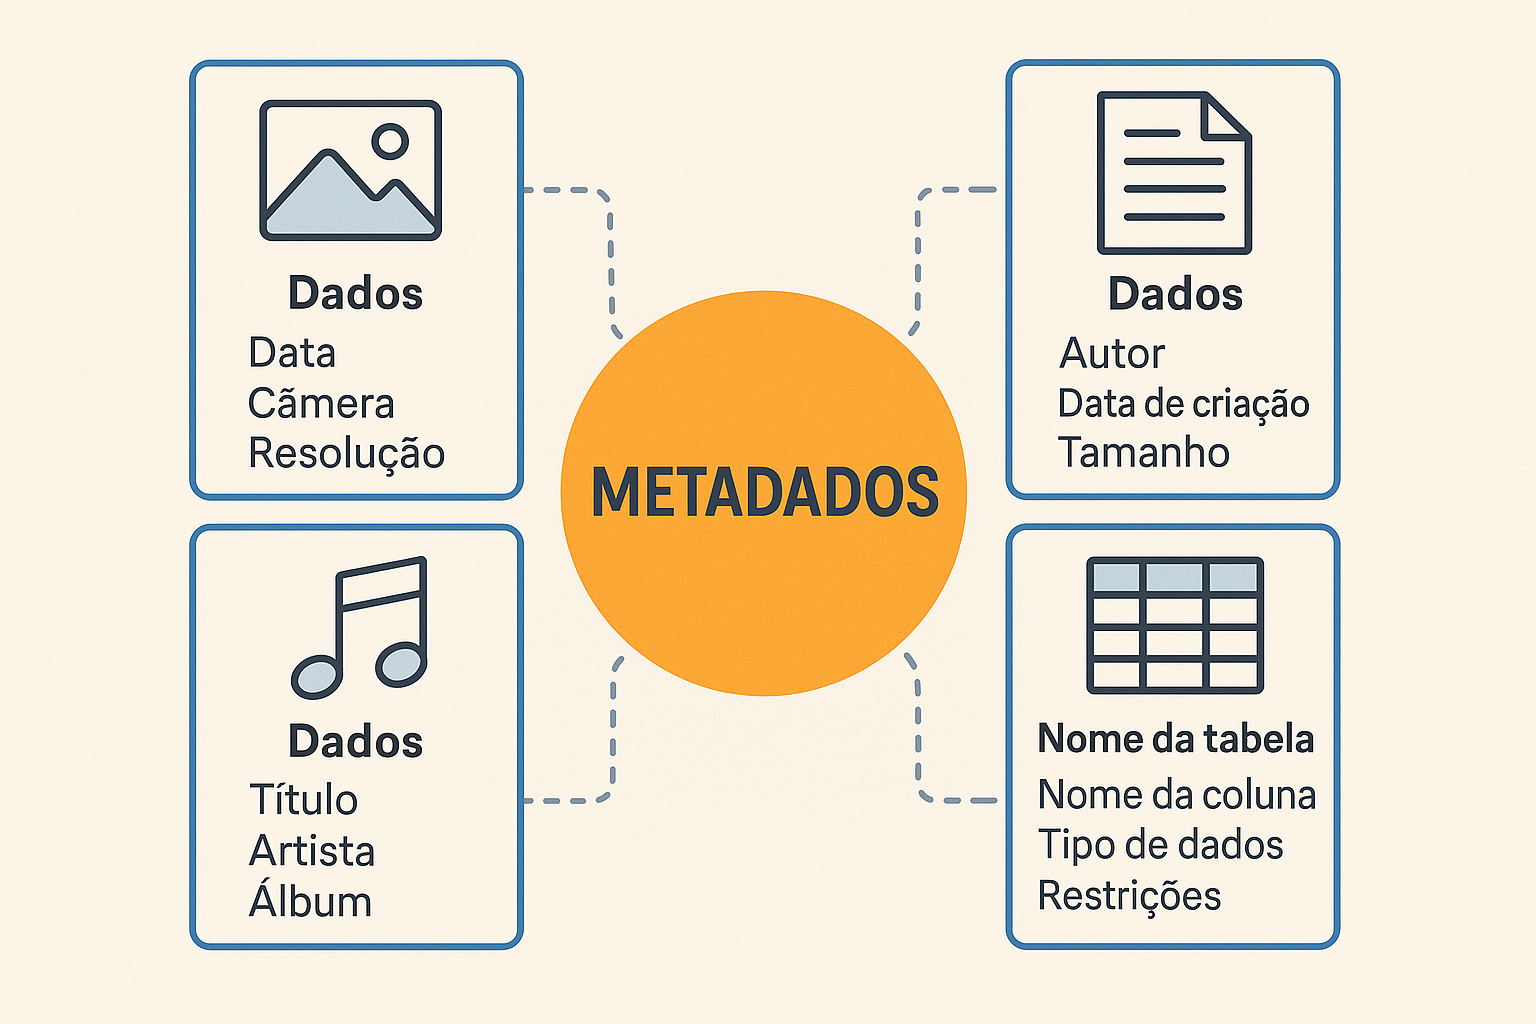 Dados
Data
Cãmera
Resolução
Dados
Autor
Data de criação
Tamanho
METADADOS
Dados
Título
Artista
Álbum
Nome da tabela
Nome da coluna
Tipo de dados
Restrições